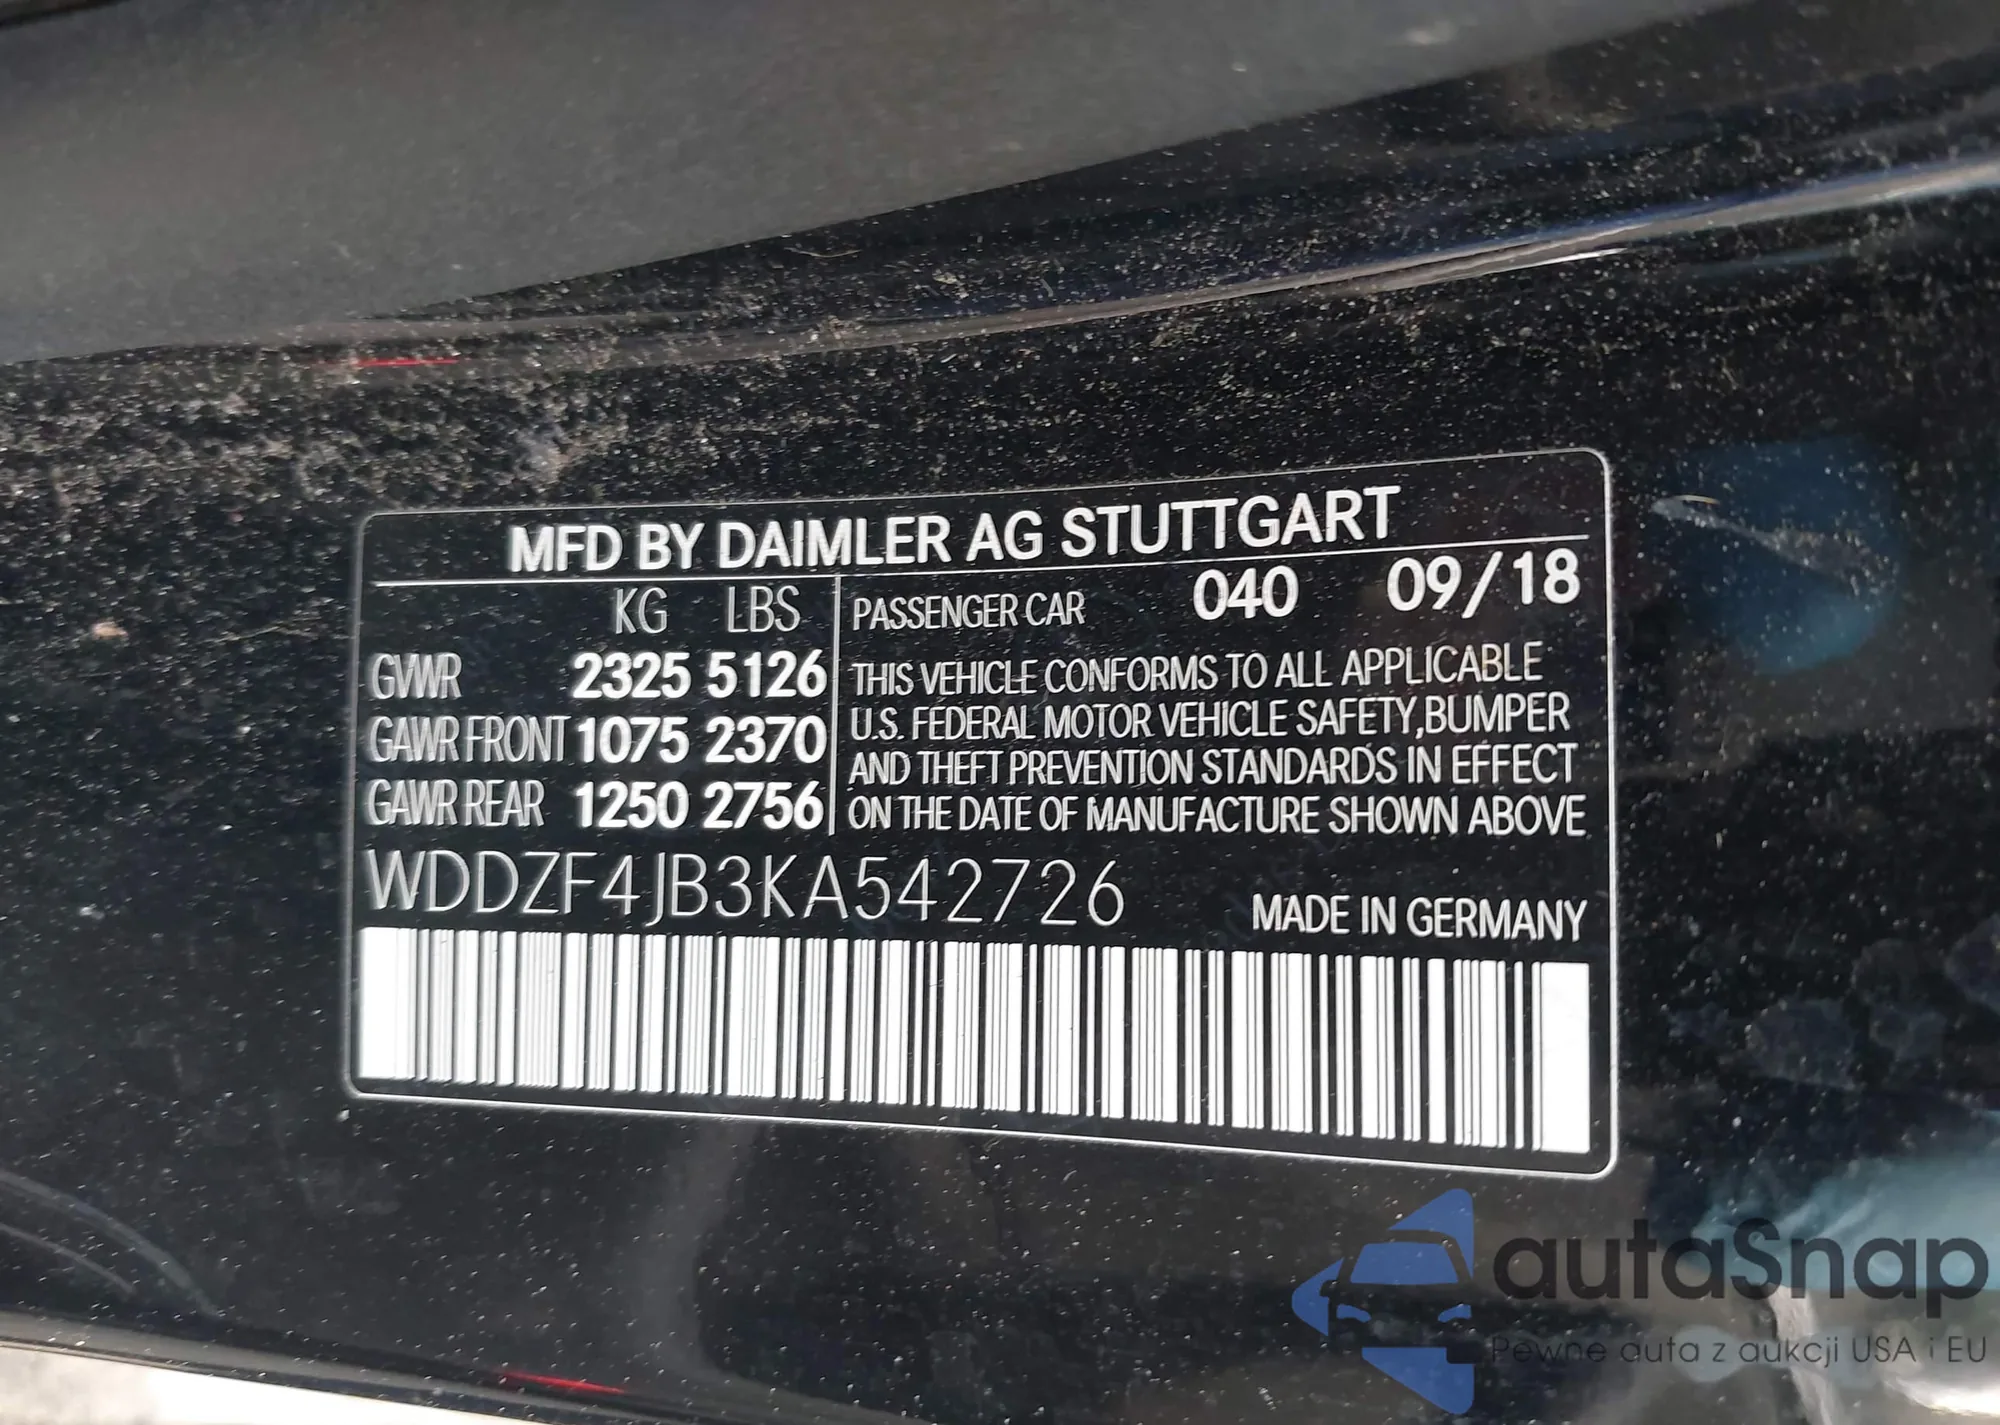 MFD BY DAIMLER AG STUTTGART
KG LBS
GVWR 2325 5126
GAWR FRONT 1075 2370
GAWR REAR 1250 2756
PASSENGER CAR 040 09/18
THIS VEHICLE CONFORMS TO ALL APPLICABLE
U.S. FEDERAL MOTOR VEHICLE SAFETY, BUMPER
AND THEFT PREVENTION STANDARDS IN EFFECT
ON THE DATE OF MANUFACTURE SHOWN ABOVE
WDDZF4JB3KA542726
MADE IN GERMANY
autaSnap
Pewne auta z aukcji USA i EU